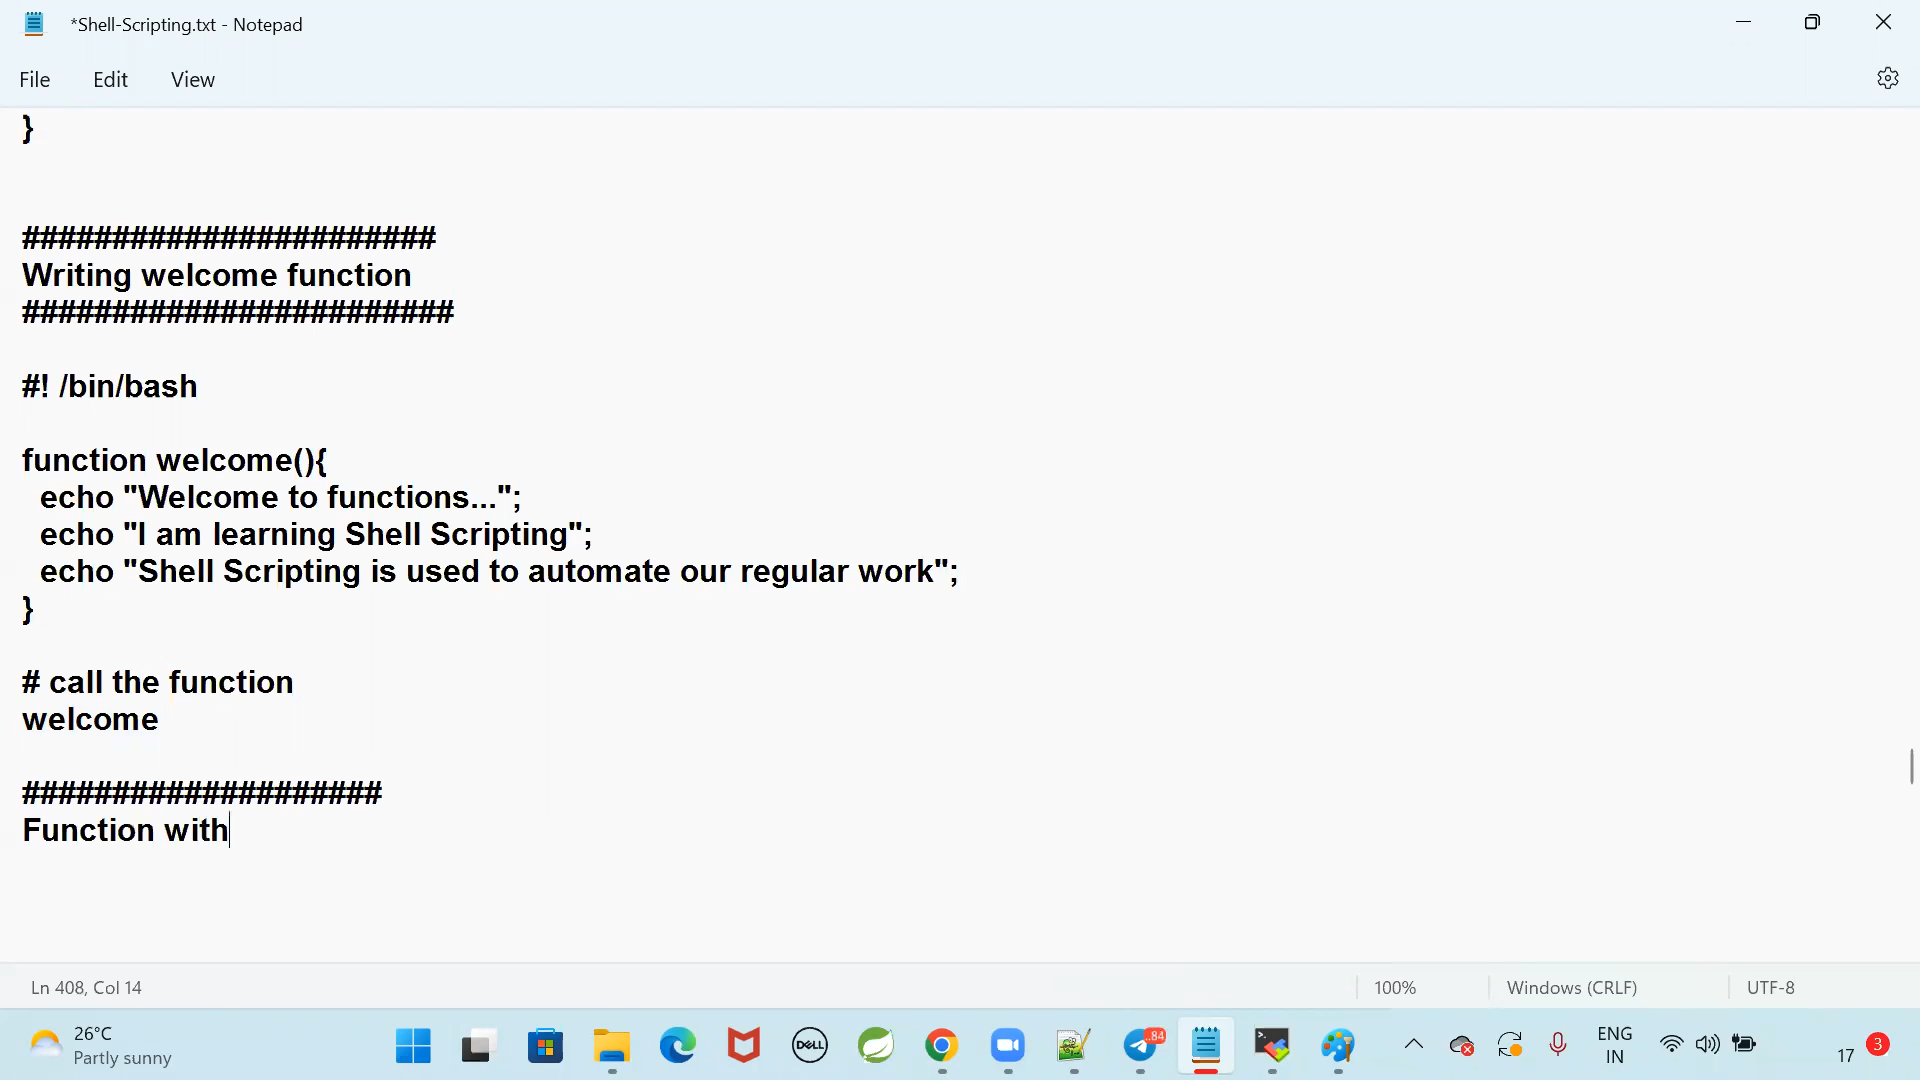 *Shell-Scripting.txt - Notepad
File Edit View
}
#######################
Writing welcome function
########################
#! /bin/bash
function welcome(){
echo "Welcome to functions...";
echo "I am learning Shell Scripting";
echo "Shell Scripting is used to automate our regular work";
}
# call the function
welcome
####################
Function with
Ln 408, Col 14 100% Windows (CRLF) UTF-8
26°C
Partly sunny
DELL
84
ENG
IN
17 3